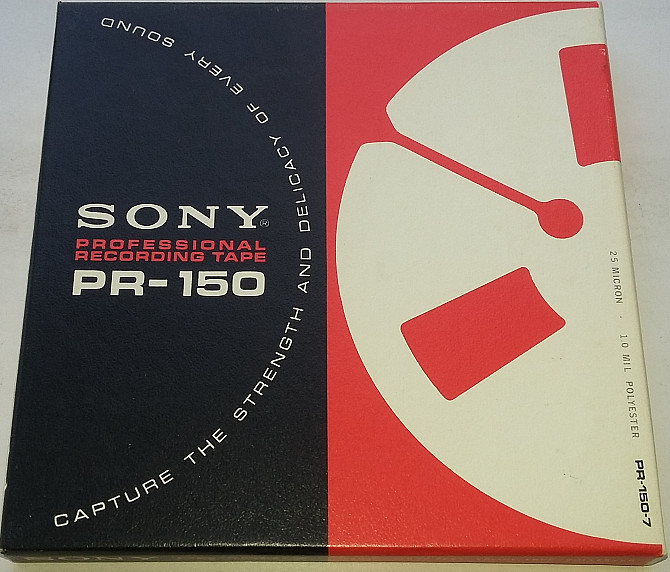 CAPTURE THE STRENGTH AND DELICACY OF EVERY SOUND
SONY®
PROFESSIONAL
RECORDING TAPE
PR-150
25 MICRON · 1.0 MIL POLYESTER PR-150-7
SONY